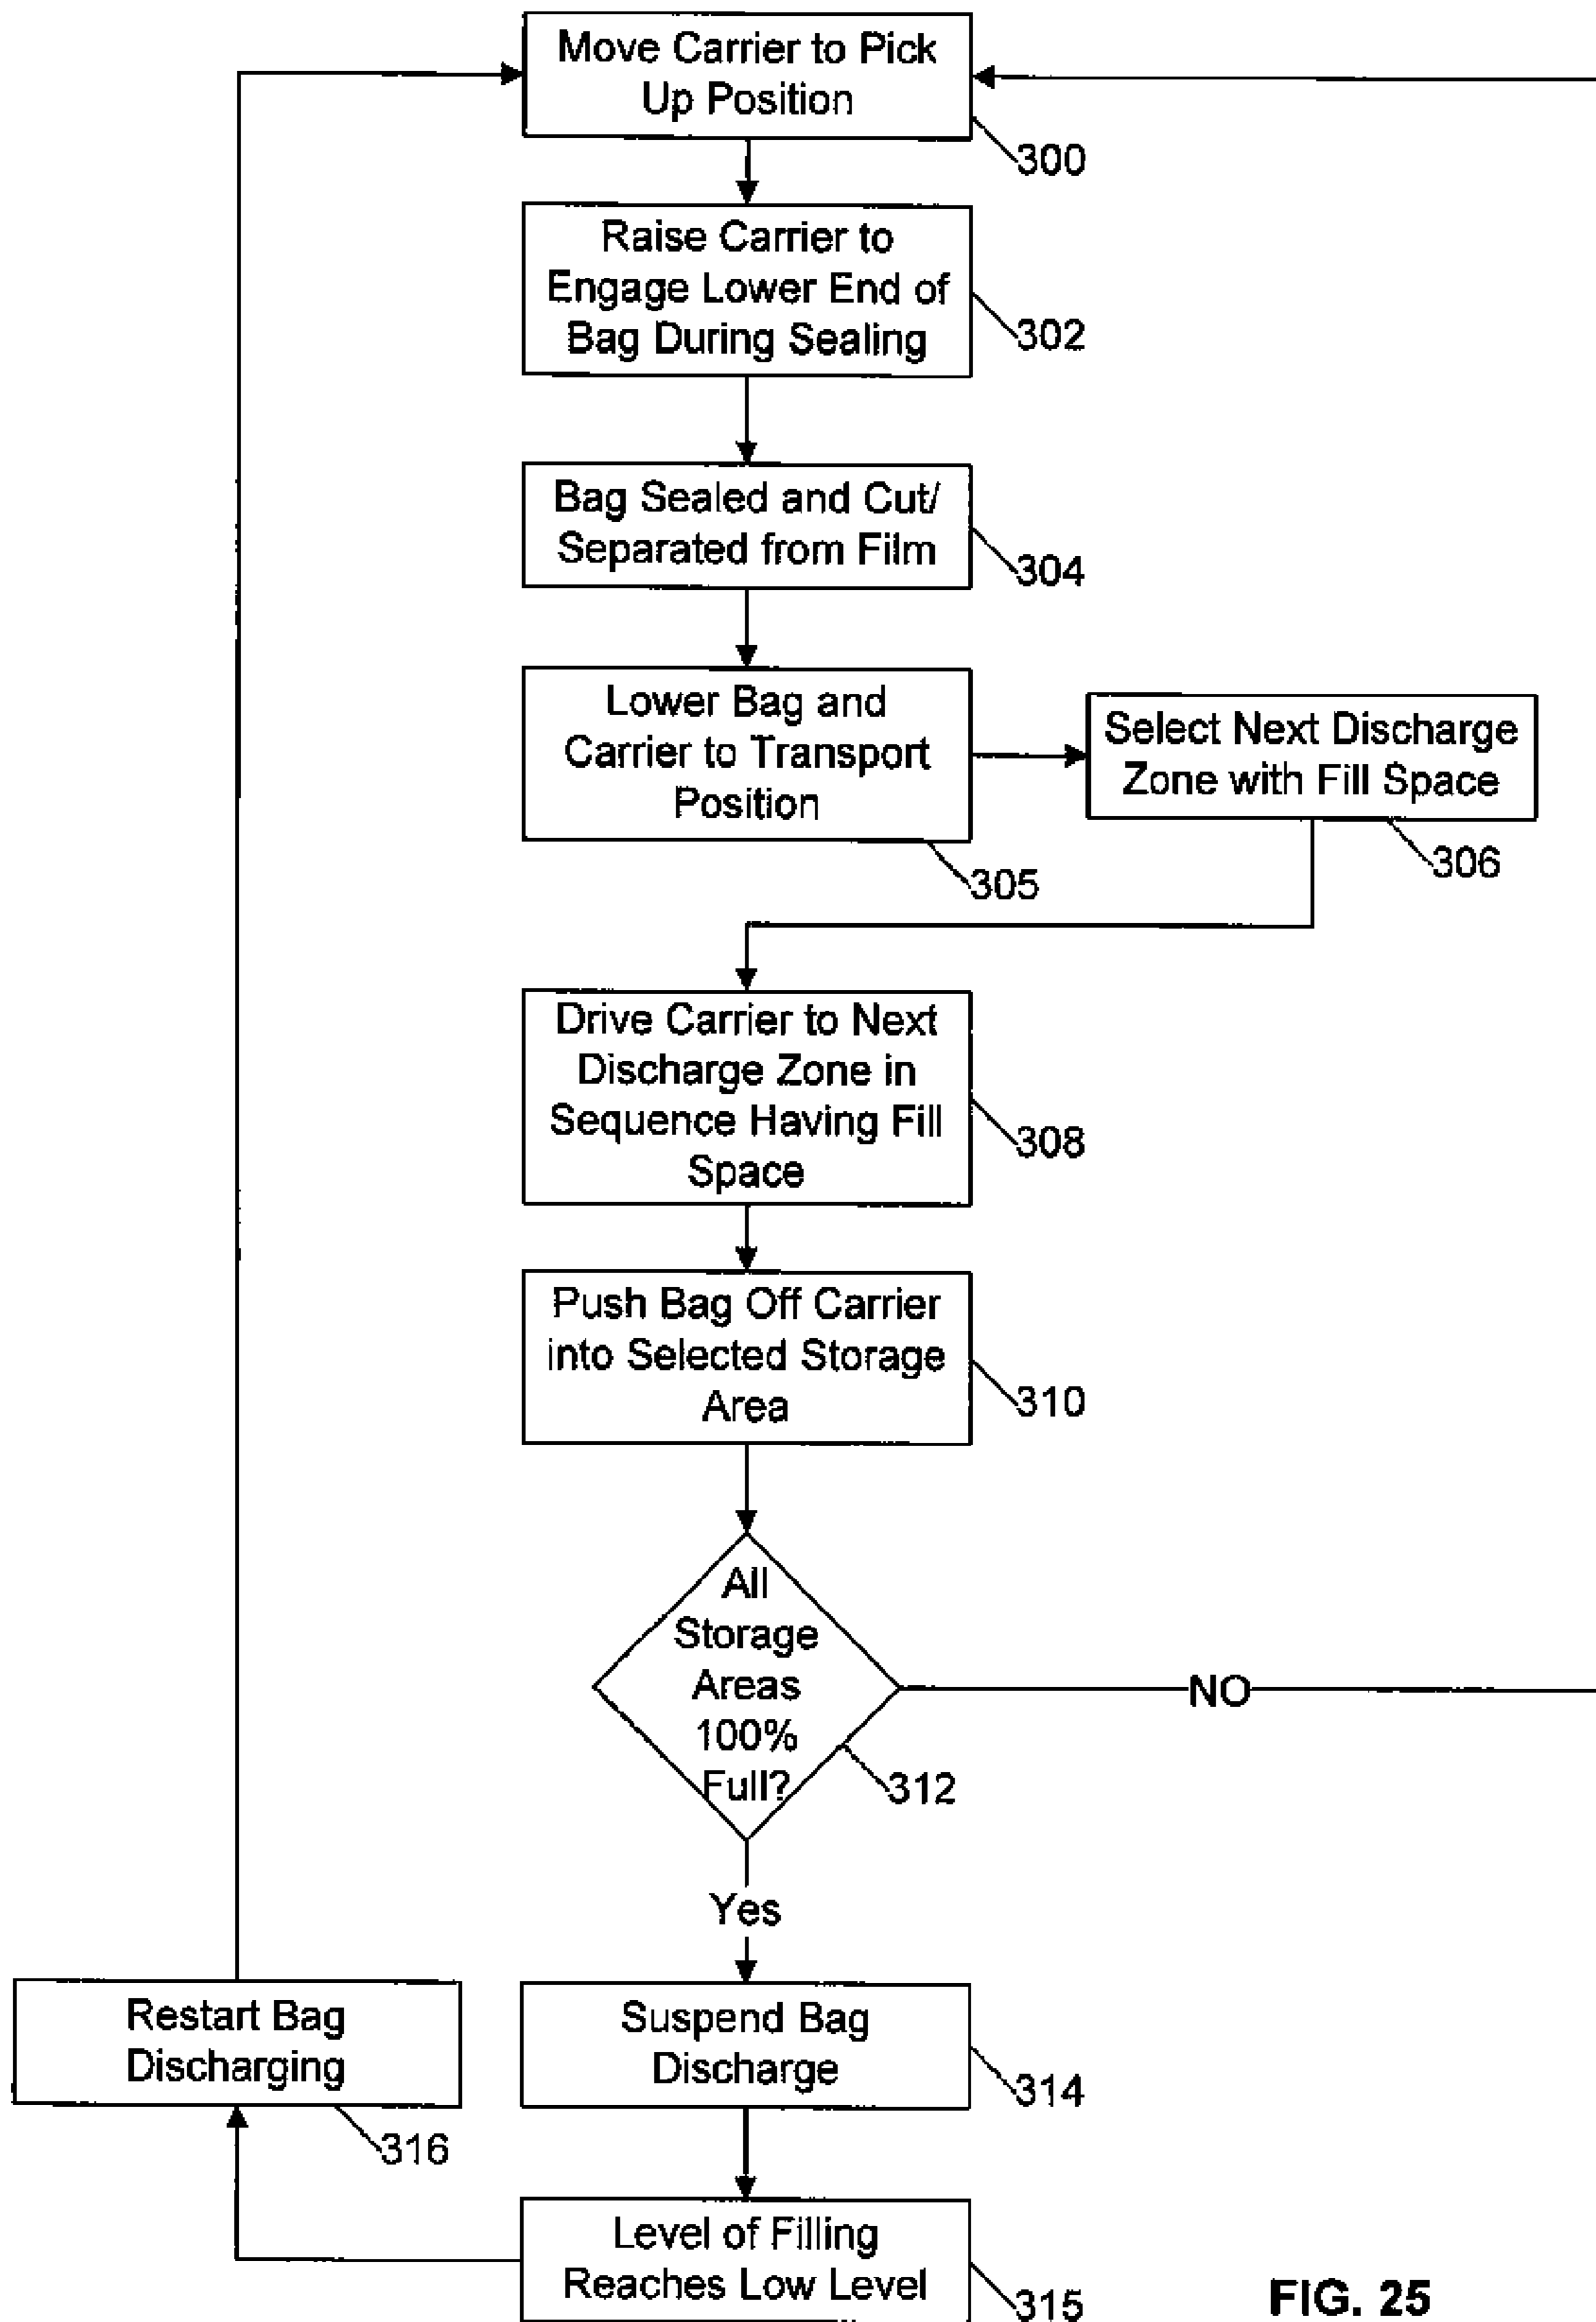 Move Carrier to Pick
Up Position
300
Raise Carrier to
Engage Lower End of
Bag During Sealing
302
Bag Sealed and Cut/
Separated from Film
304
Lower Bag and
Carrier to Transport
Position
305
Select Next Discharge
Zone with Fill Space
306
Drive Carrier to Next
Discharge Zone in
Sequence Having Fill
Space
308
Push Bag Off Carrier
into Selected Storage
Area
310
All
Storage
Areas
100%
Full?
312
NO
Yes
Suspend Bag
Discharge
314
Restart Bag
Discharging
316
Level of Filling
Reaches Low Level
315
FIG. 25